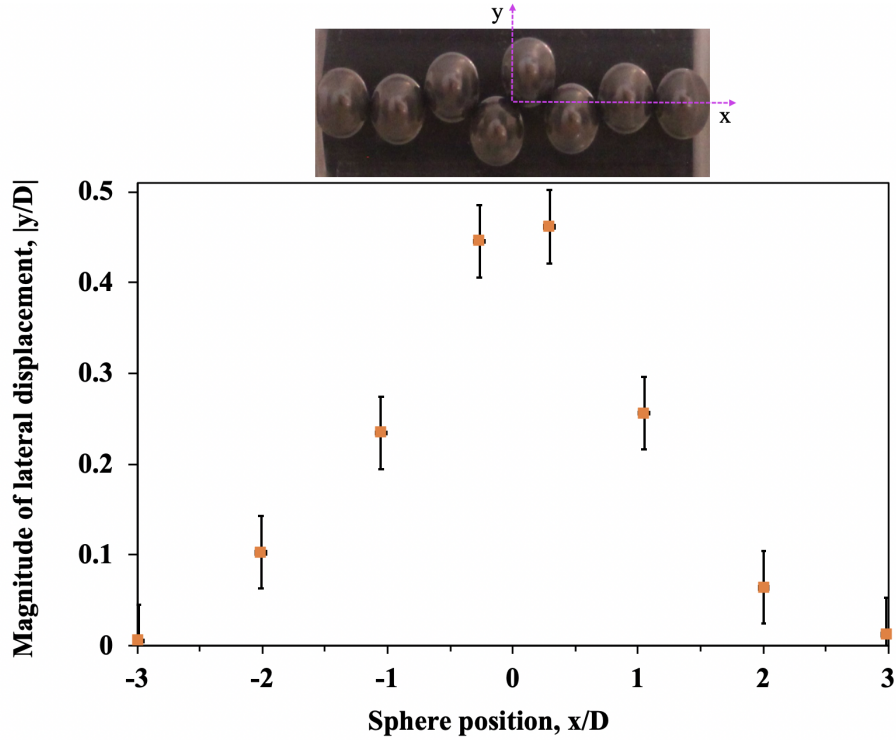 y
x
Magnitude of lateral displacement, |y/D|
0.5
0.4
0.3
0.2
0.1
0
-3 -2 -1 0 1 2 3
Sphere position, x/D